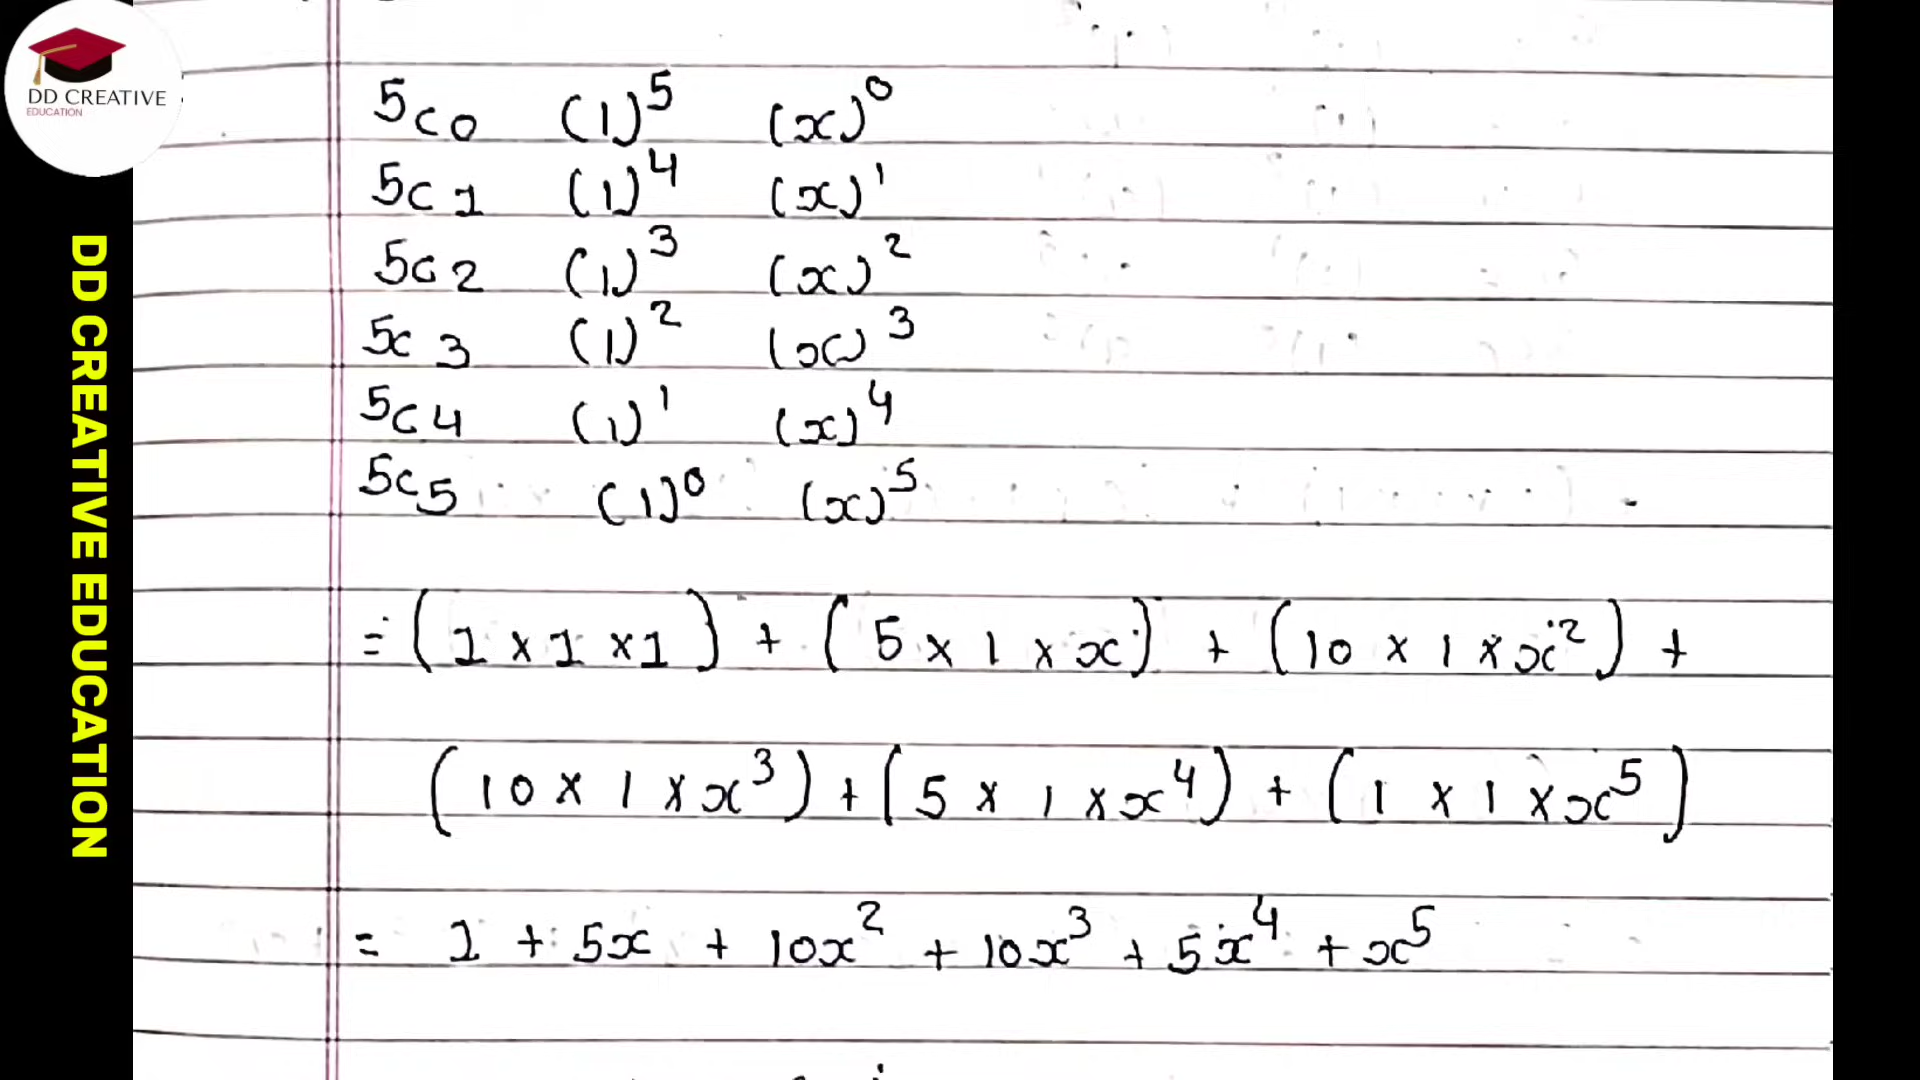 DD CREATIVE
EDUCATION
DD CREATIVE EDUCATION
5c0 (1)^5 (x)^0
5c1 (1)^4 (x)^1
5c2 (1)^3 (x)^2
5c3 (1)^2 (x)^3
5c4 (1)^1 (x)^4
5c5 (1)^0 (x)^5
= (1 × 1 × 1) + (5 × 1 × x) + (10 × 1 × x^2) +
(10 × 1 × x^3) + (5 × 1 × x^4) + (1 × 1 × x^5)
= 1 + 5x + 10x^2 + 10x^3 + 5x^4 + x^5